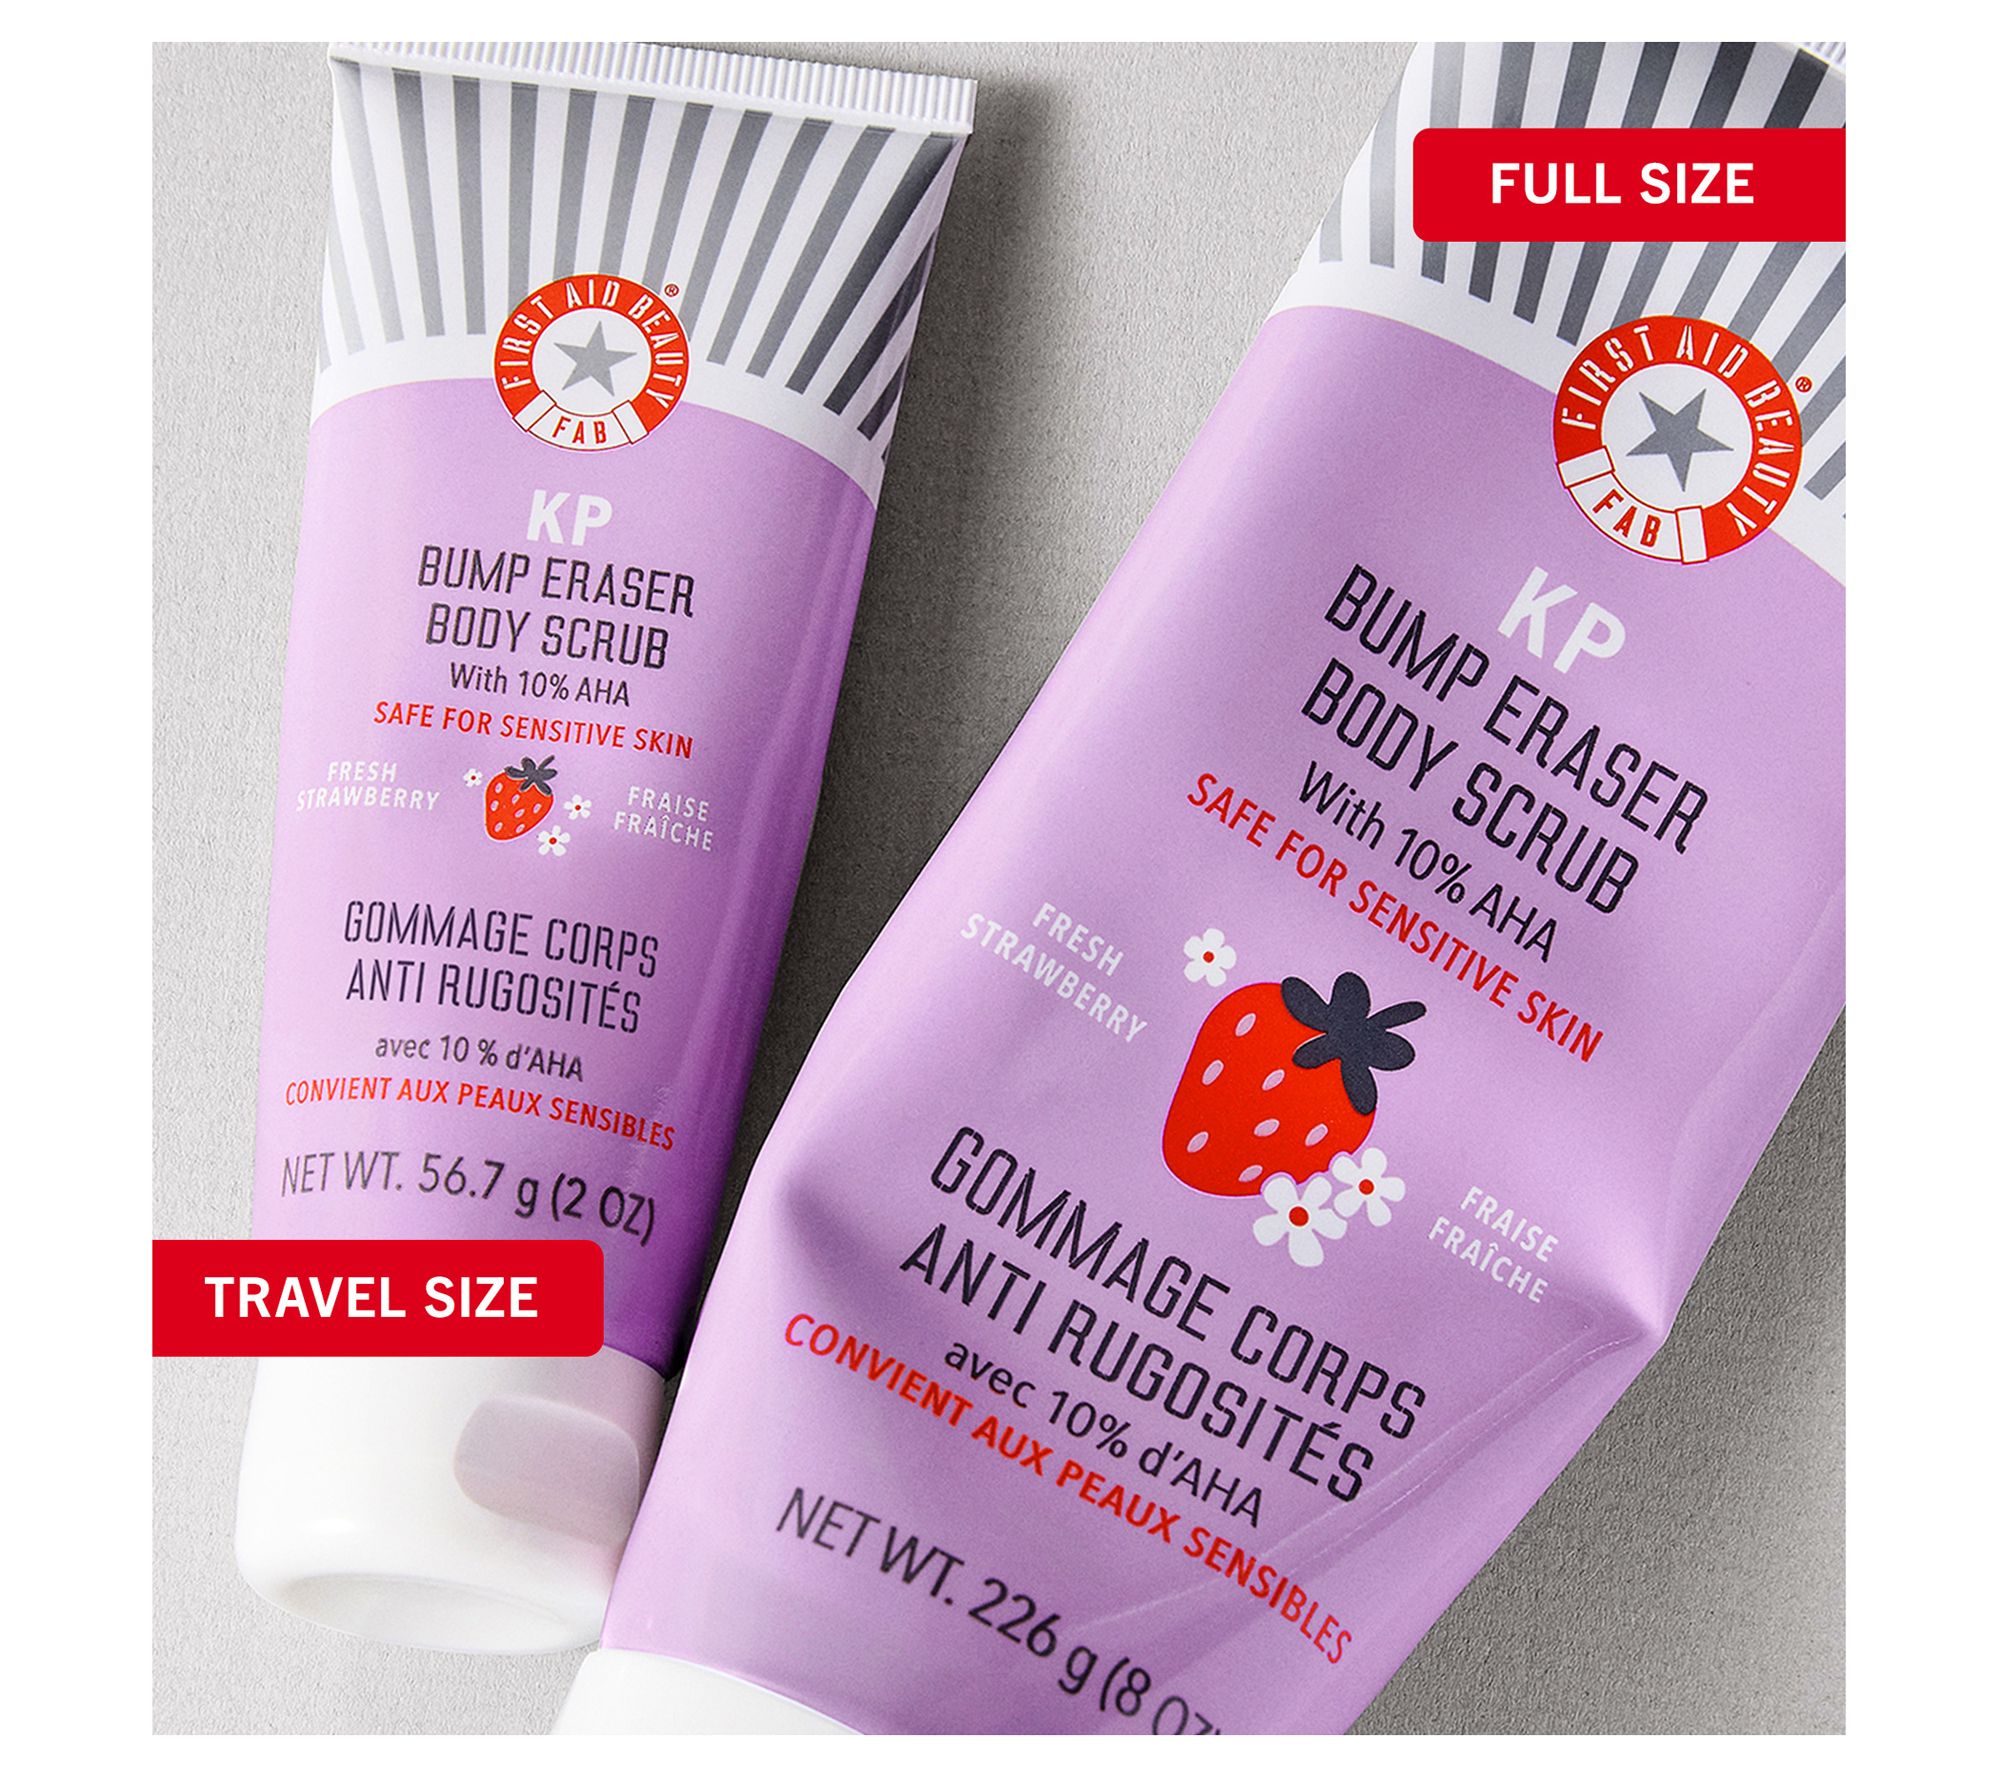 FIRST AID BEAUTY®
FAB
KP
BUMP ERASER
BODY SCRUB
With 10% AHA
SAFE FOR SENSITIVE SKIN
FRESH
STRAWBERRY
FRAISE
FRAÎCHE
GOMMAGE CORPS
ANTI RUGOSITÉS
avec 10 % d'AHA
CONVIENT AUX PEAUX SENSIBLES
NET WT. 56.7 g (2 OZ)
TRAVEL SIZE
FULL SIZE
FIRST AID BEAUTY®
FAB
KP
BUMP ERASER
BODY SCRUB
With 10% AHA
SAFE FOR SENSITIVE SKIN
FRESH
STRAWBERRY
FRAISE
FRAÎCHE
GOMMAGE CORPS
ANTI RUGOSITÉS
avec 10% d'AHA
CONVIENT AUX PEAUX SENSIBLES
NET WT. 226 g (8 OZ